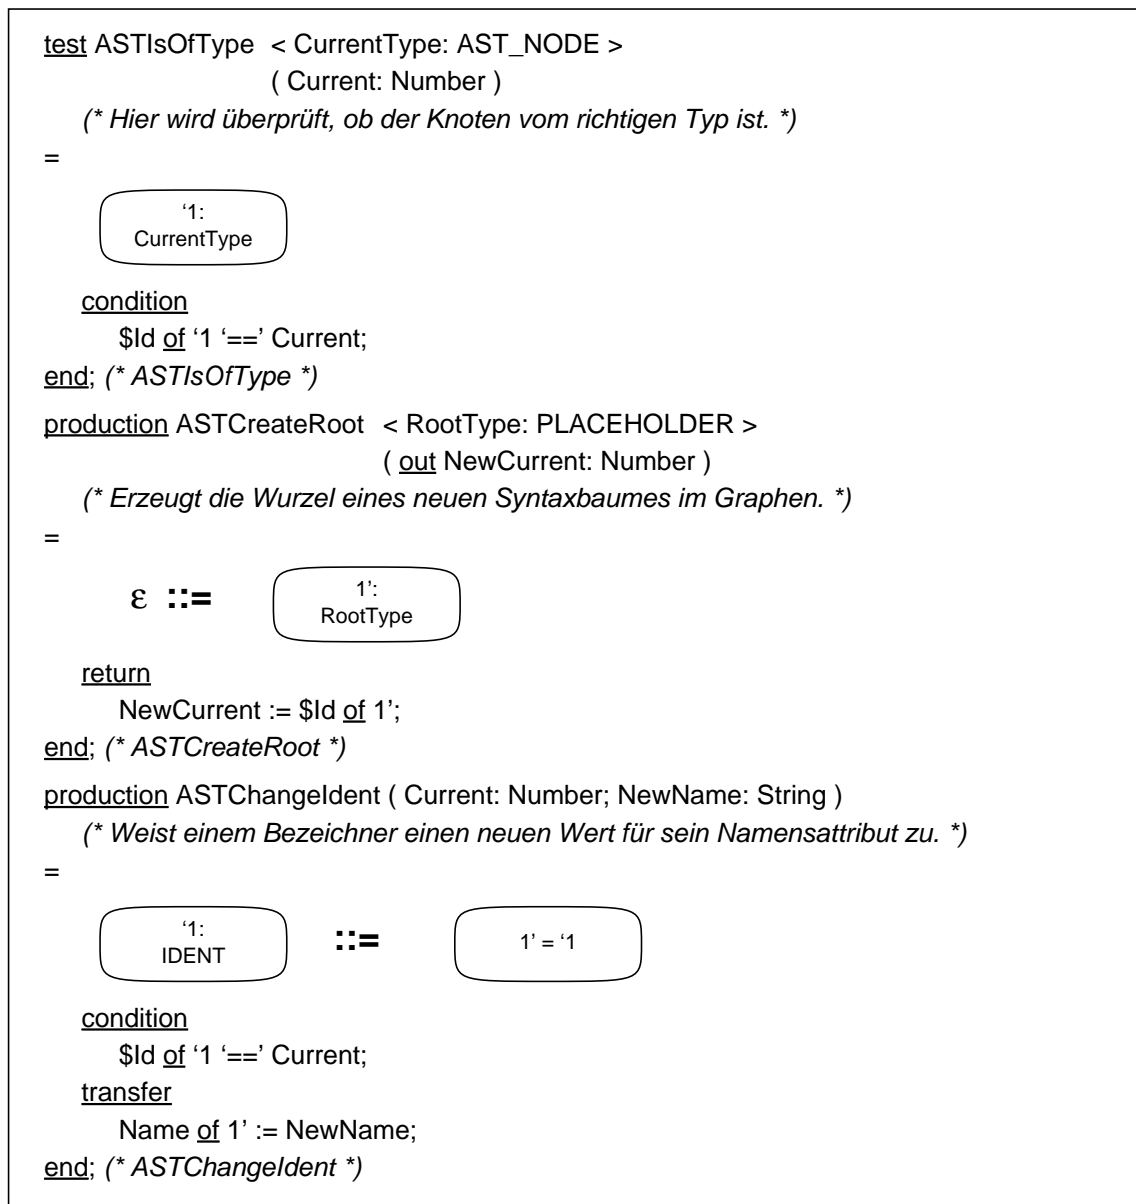 test ASTIsOfType < CurrentType: AST_NODE >
( Current: Number )
(* Hier wird überprüft, ob der Knoten vom richtigen Typ ist. *)
=
‘1:
CurrentType
condition
$Id of ‘1 ‘==’ Current;
end; (* ASTIsOfType *)
production ASTCreateRoot < RootType: PLACEHOLDER >
( out NewCurrent: Number )
(* Erzeugt die Wurzel eines neuen Syntaxbaumes im Graphen. *)
=
ε ::= 1’:
RootType
return
NewCurrent := $Id of 1’;
end; (* ASTCreateRoot *)
production ASTChangeIdent ( Current: Number; NewName: String )
(* Weist einem Bezeichner einen neuen Wert für sein Namensattribut zu. *)
=
‘1:
IDENT
::= 1’ = ‘1
condition
$Id of ‘1 ‘==’ Current;
transfer
Name of 1’ := NewName;
end; (* ASTChangeIdent *)